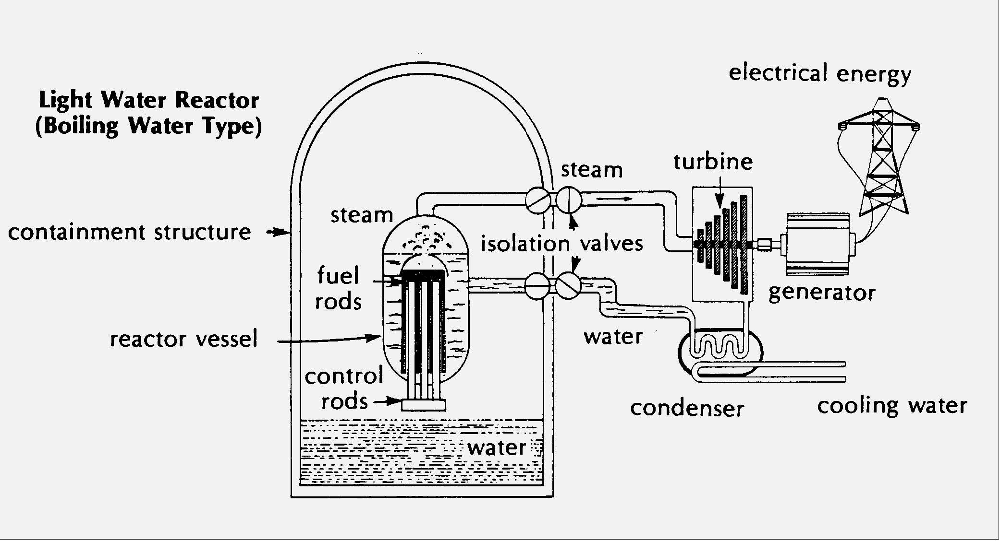 Light Water Reactor
(Boiling Water Type)
electrical energy
turbine
steam
steam
containment structure
isolation valves
fuel
rods
generator
reactor vessel
water
control
rods
condenser
cooling water
water